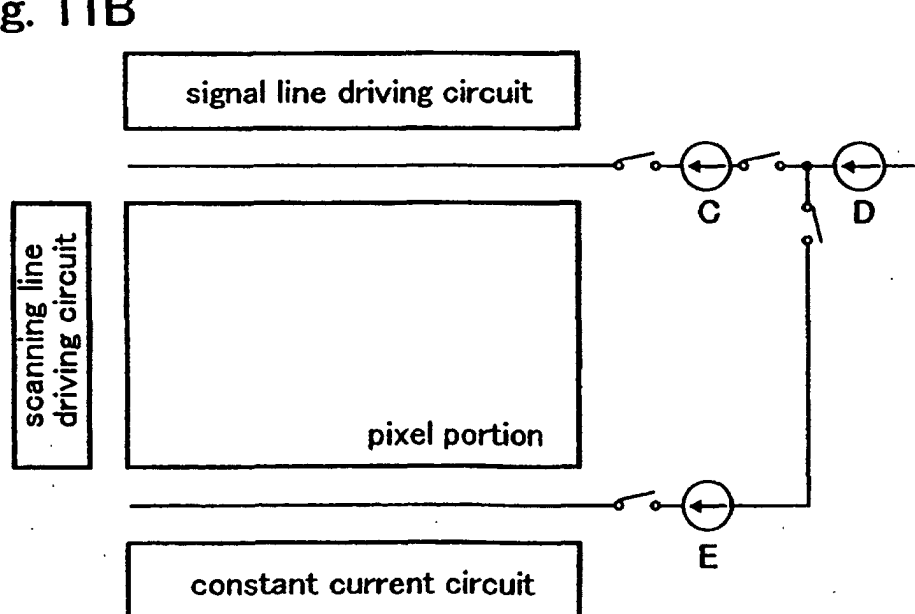 g. 11B
signal line driving circuit
C
D
scanning line
driving circuit
pixel portion
E
constant current circuit